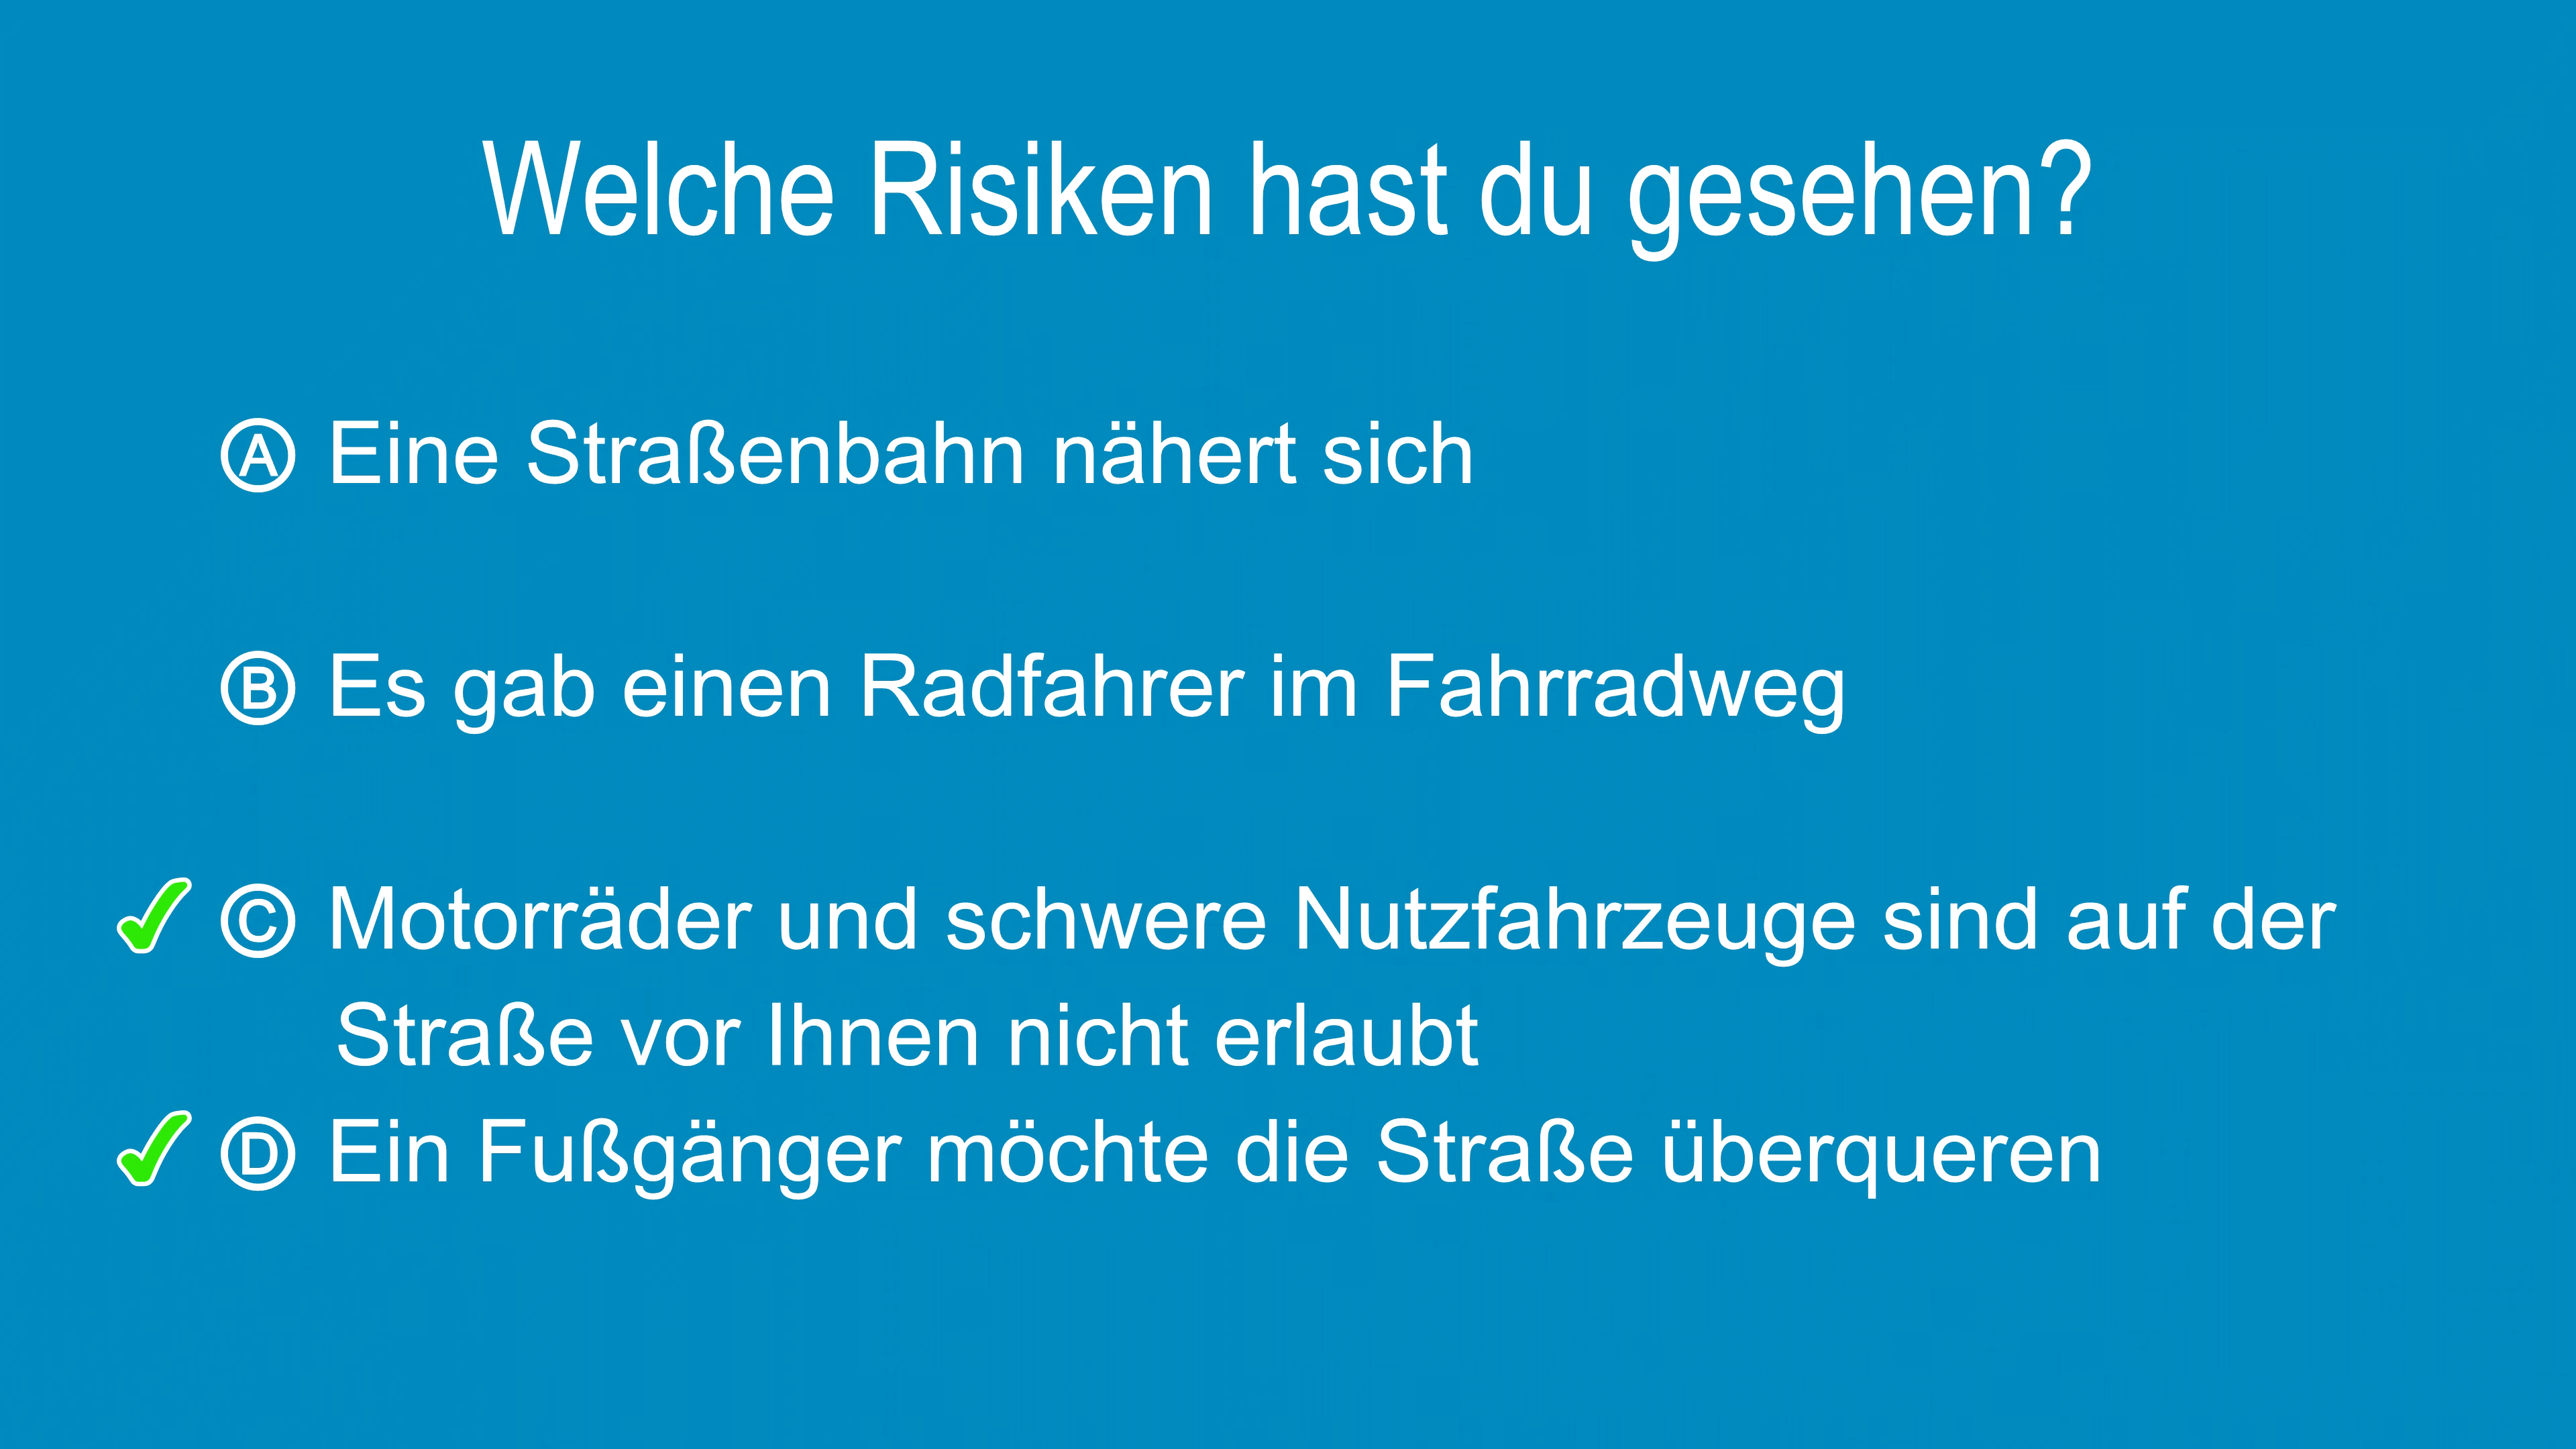 Welche Risiken hast du gesehen?
Ⓐ Eine Straßenbahn nähert sich
Ⓑ Es gab einen Radfahrer im Fahrradweg
✓ Ⓒ Motorräder und schwere Nutzfahrzeuge sind auf der
Straße vor Ihnen nicht erlaubt
✓ Ⓓ Ein Fußgänger möchte die Straße überqueren